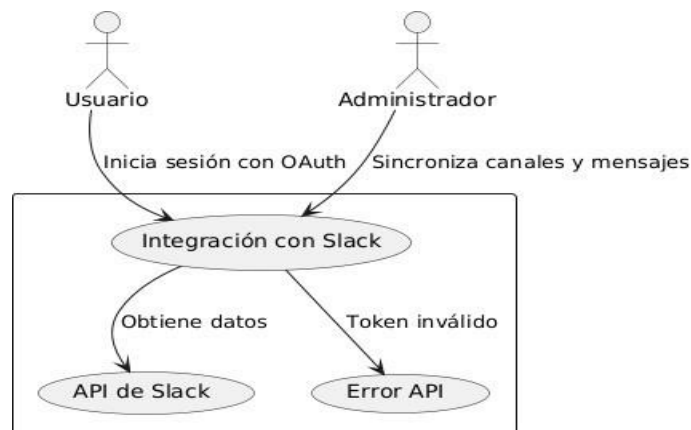 Usuario
Administrador
Inicia sesión con OAuth
Sincroniza canales y mensajes
Integración con Slack
Obtiene datos
Token inválido
API de Slack
Error API